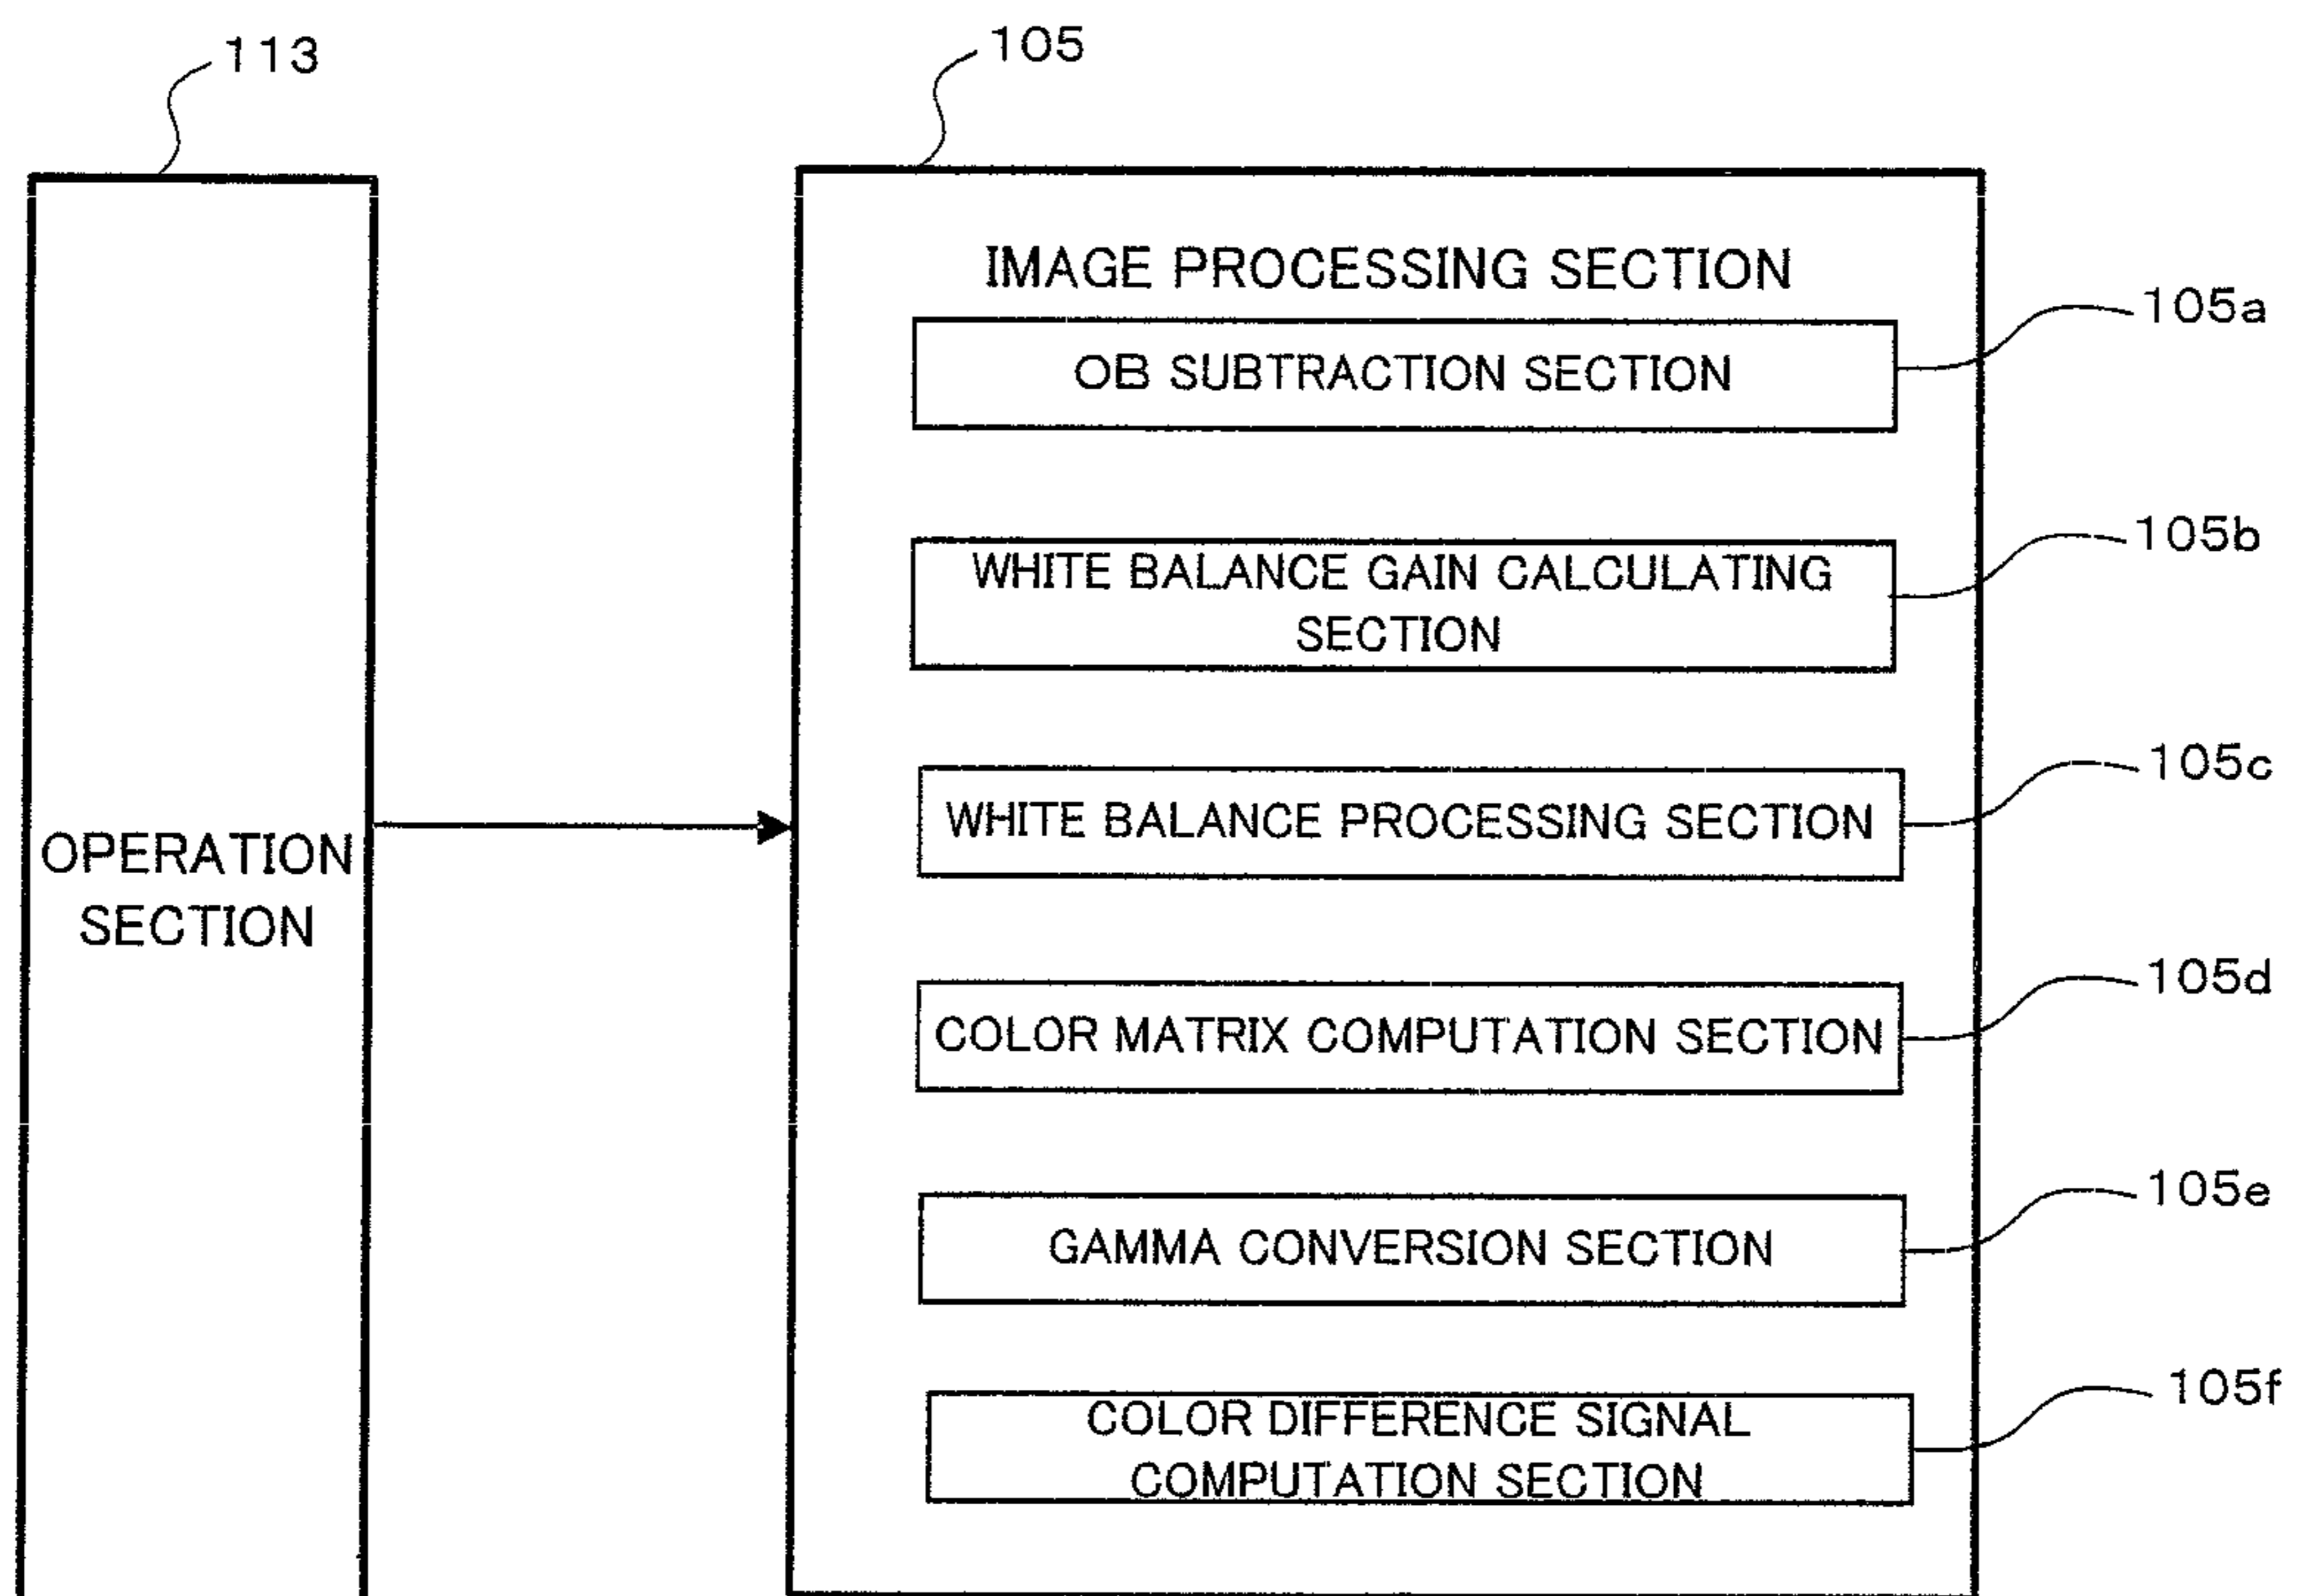 113
105
IMAGE PROCESSING SECTION
105a
OB SUBTRACTION SECTION
105b
WHITE BALANCE GAIN CALCULATING
SECTION
105c
WHITE BALANCE PROCESSING SECTION
OPERATION
SECTION
105d
COLOR MATRIX COMPUTATION SECTION
105e
GAMMA CONVERSION SECTION
105f
COLOR DIFFERENCE SIGNAL
COMPUTATION SECTION